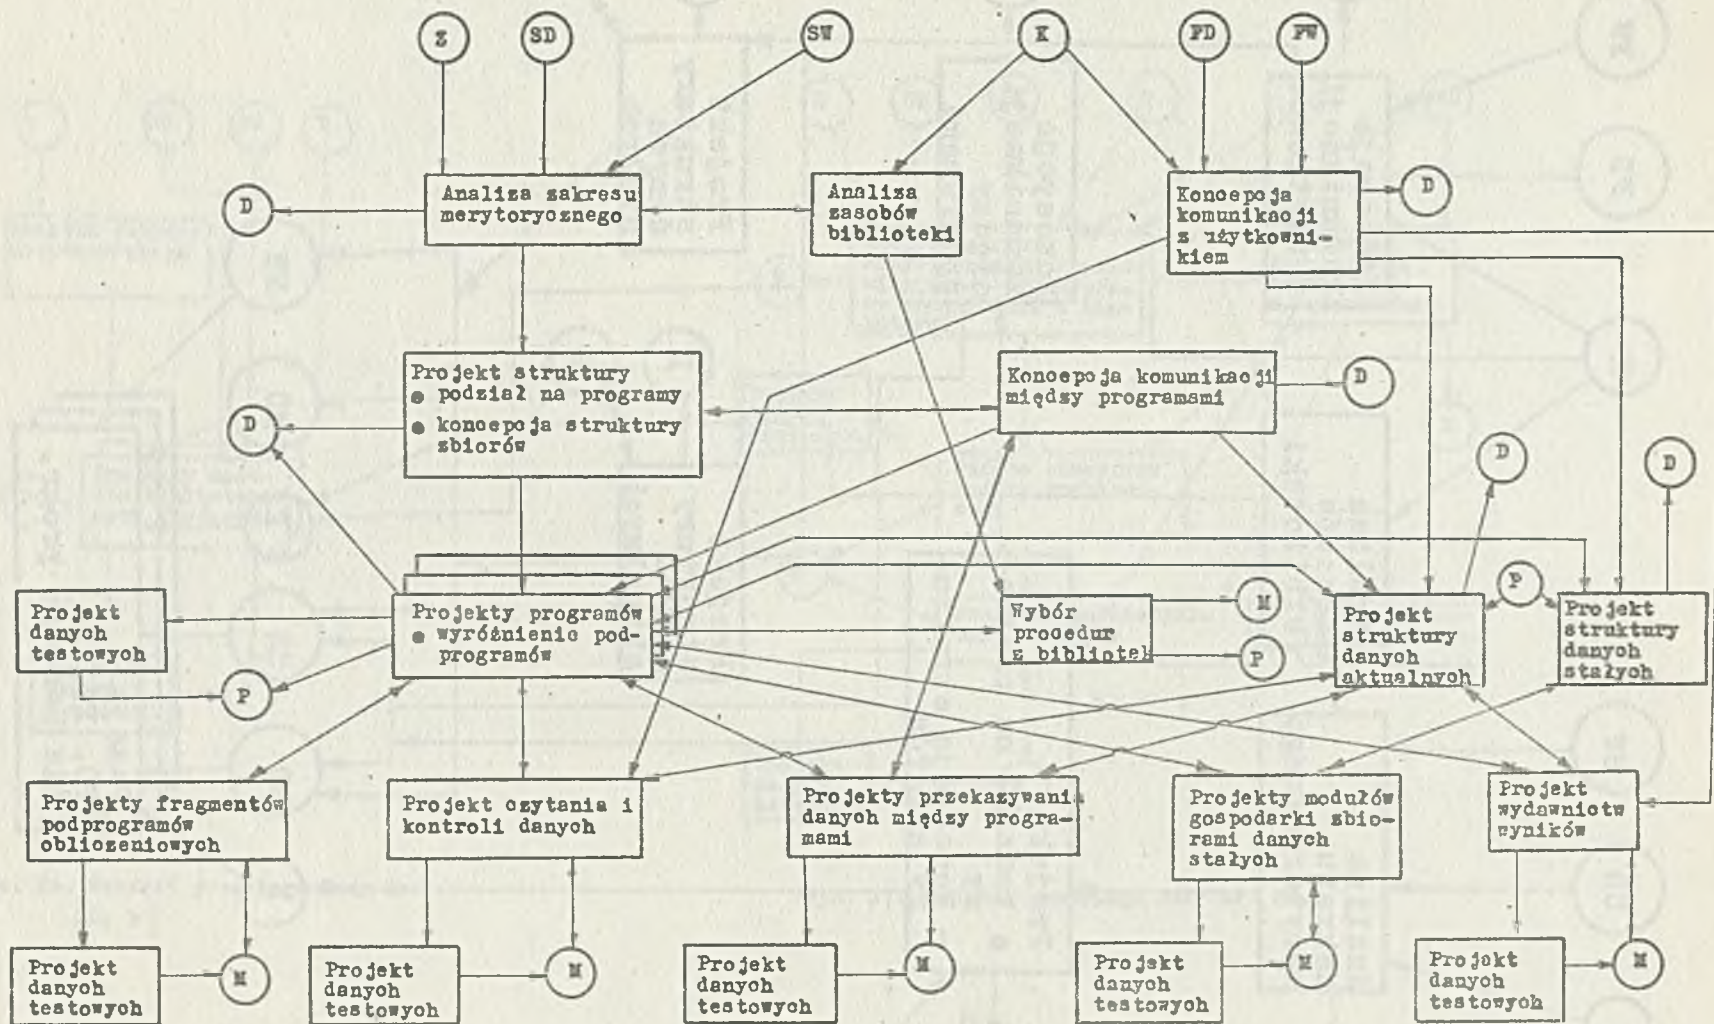 Z
SD
SW
K
PD
PW
Analiza zakresu
merytorycznego
D
Analiza
zasobów
biblioteki
Koncepcja
komunikacji
z użytkowni-
kiem
D
Projekt struktury
● podział na programy
● koncepcja struktury
zbiorów
D
Koncepcja komunikacji
między programami
D
D
D
Projekt
danych
testowych
P
Projekty programów
● wyróżnienie pod-
programów
Wybór
procedur
z bibliotek
M
P
Projekt
struktury
danych
aktualnych
P
Projekt
struktury
danych
stałych
Projekty fragmentów
podprogramów
obliczeniowych
Projekt czytania i
kontroli danych
Projekty przekazywani
danych między progra-
mami
Projekty modułów
gospodarki zbio-
rami danych
stałych
Projekt
wydawnictw
wyników
Projekt
danych
testowych
M
Projekt
danych
testowych
M
Projekt
danych
testowych
M
Projekt
danych
testowych
M
Projekt
danych
testowych
M